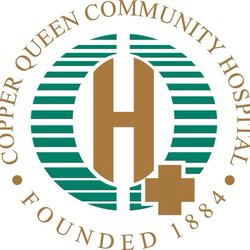 COPPER QUEEN COMMUNITY HOSPITAL
H
• FOUNDED 1884 •